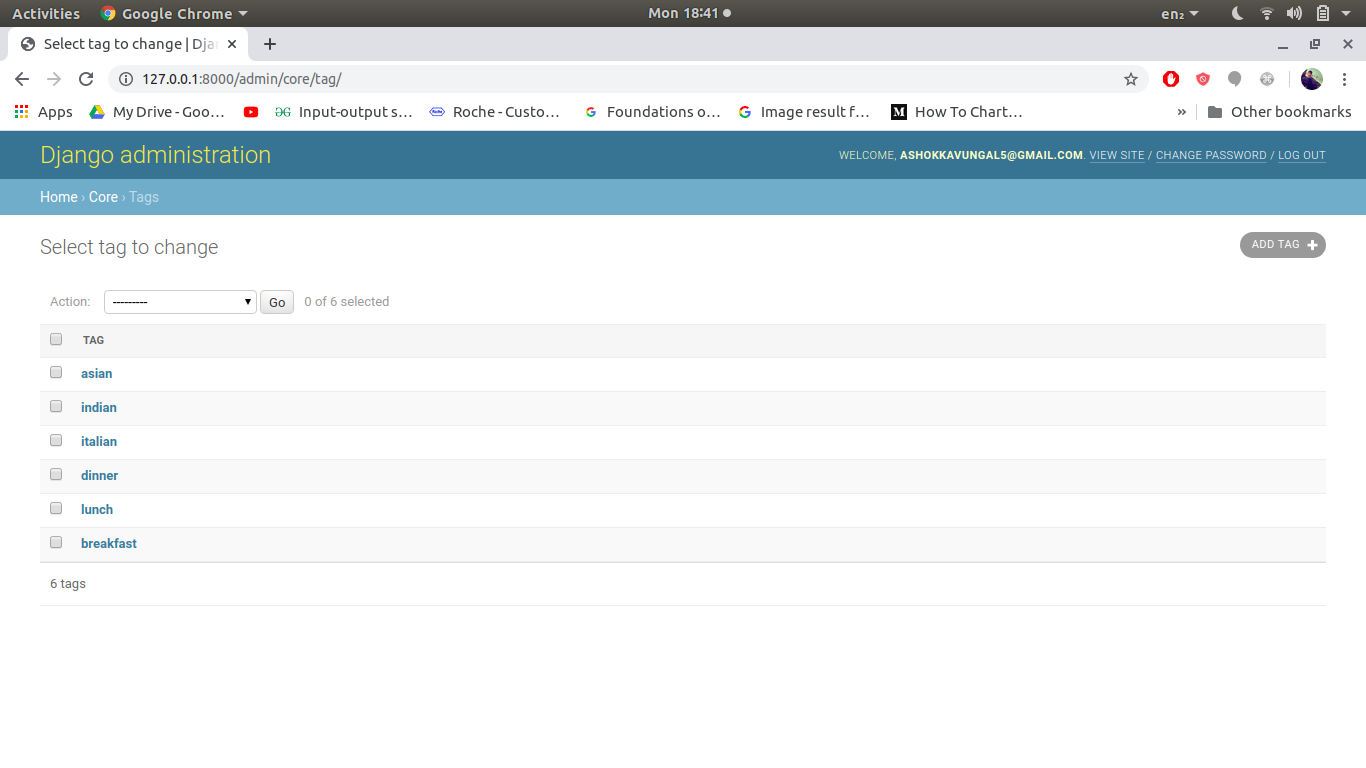 Activities Google Chrome Mon 18:41 en₂
Select tag to change | Dja
127.0.0.1:8000/admin/core/tag/
Apps My Drive - Goo… Input-output s… Roche - Custo… Foundations o… Image result f… M How To Chart… » Other bookmarks
Django administration WELCOME, ASHOKKAVUNGAL5@GMAIL.COM. VIEW SITE / CHANGE PASSWORD / LOG OUT
Home › Core › Tags
Select tag to change ADD TAG +
Action: --------- Go 0 of 6 selected
TAG
asian
indian
italian
dinner
lunch
breakfast
6 tags